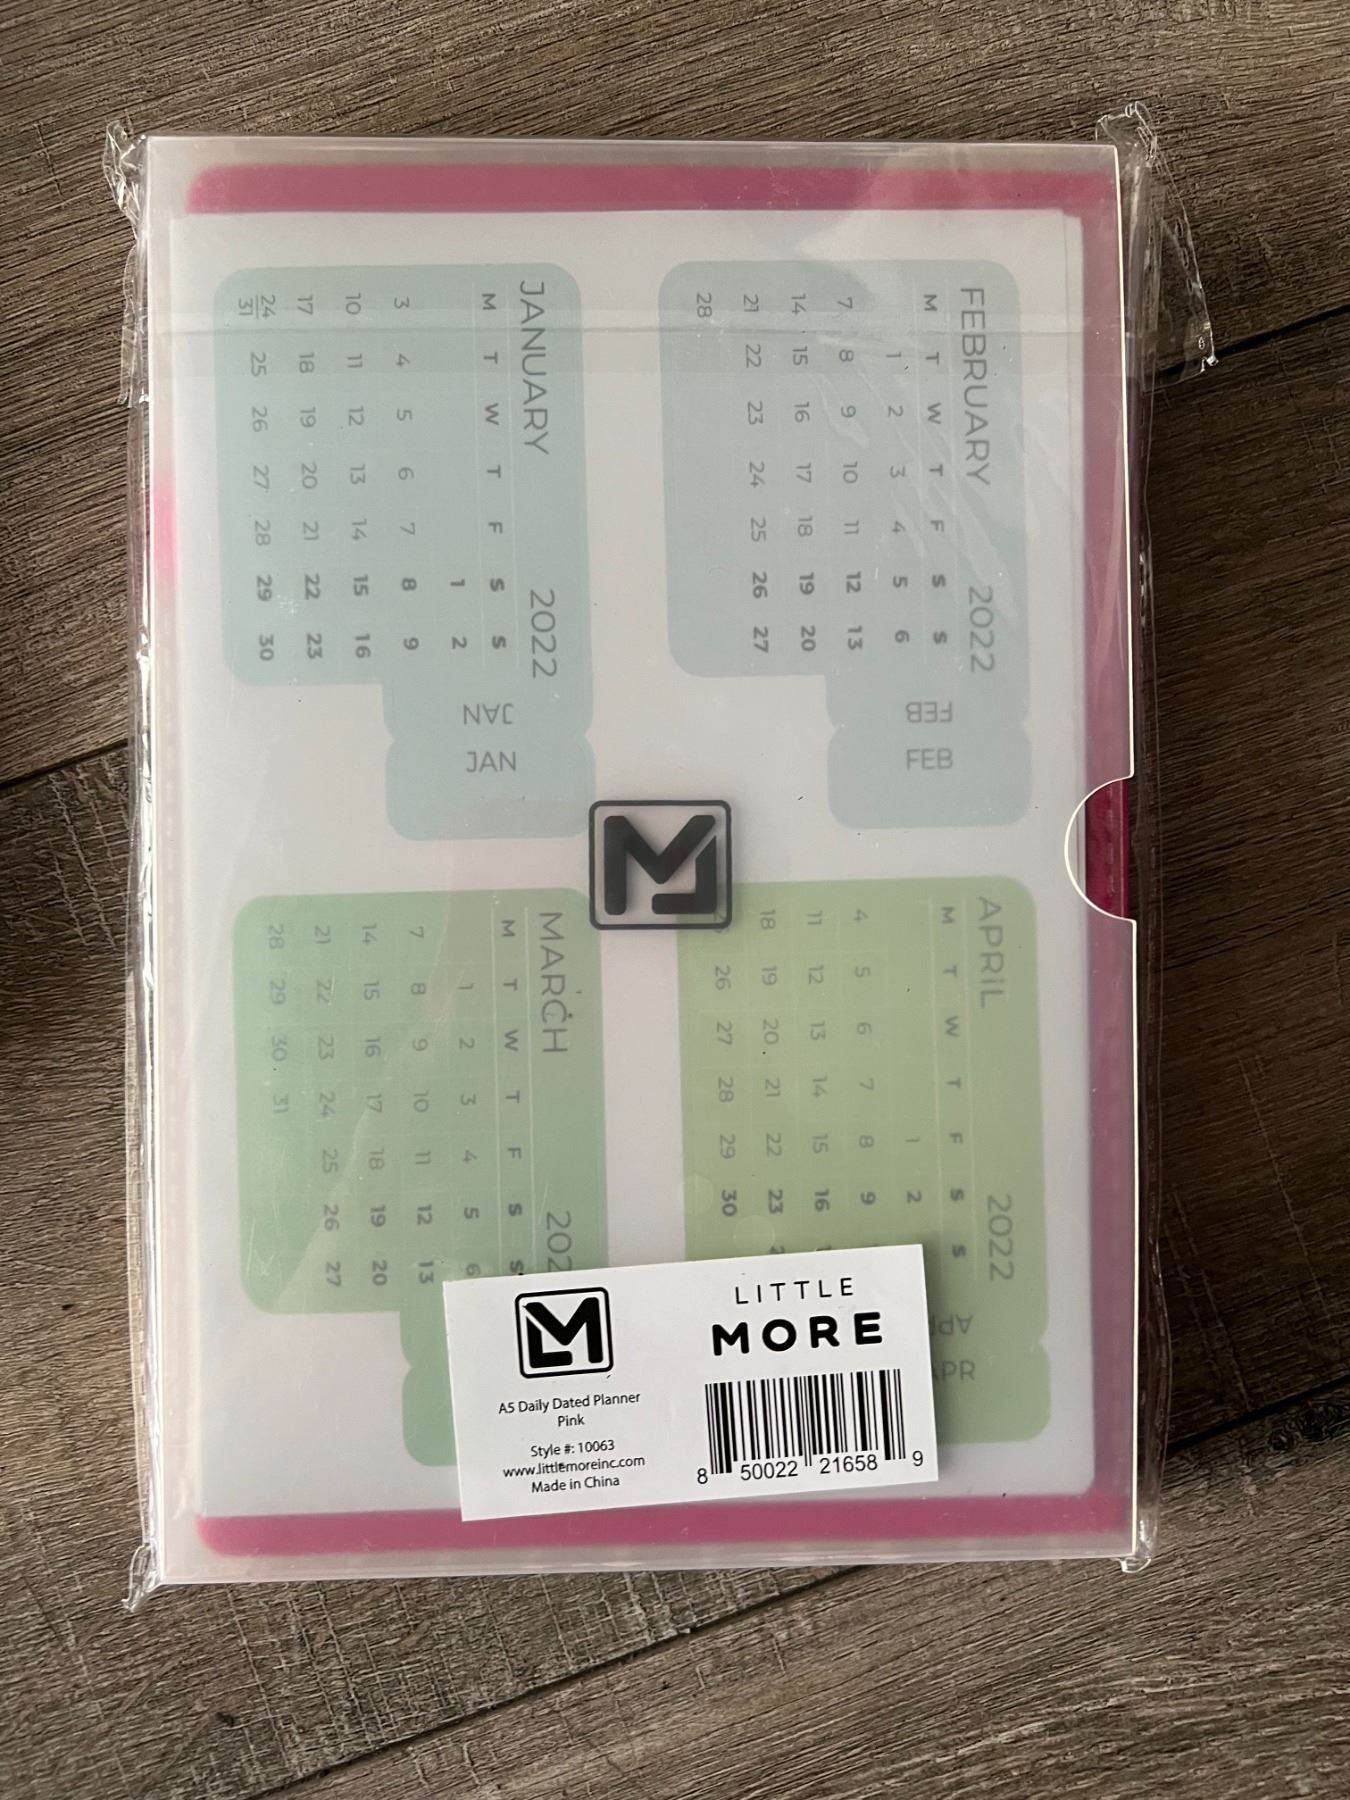 JANUARY 2022
M T W T F S S
1 2
3 4 5 6 7 8 9
10 11 12 13 14 15 16
17 18 19 20 21 22 23
24 25 26 27 28 29 30
31
JAN
JAN
FEBRUARY 2022
M T W T F S S
1 2 3 4 5 6
7 8 9 10 11 12 13
14 15 16 17 18 19 20
21 22 23 24 25 26 27
28
FEB
FEB
MARCH 202
M T W T F S S
1 2 3 4 5 6
7 8 9 10 11 12 13
14 15 16 17 18 19 20
21 22 23 24 25 26 27
28 29 30 31
APRIL 2022
M T W T F S S
1 2
4 5 6 7 8 9
11 12 13 14 15 16
18 19 20 21 22 23
26 27 28 29 30
APR
LM
LM
LITTLE
MORE
A5 Daily Dated Planner
Pink
Style #: 10063
www.littlemoreinc.com
Made in China
8 50022 21658 9